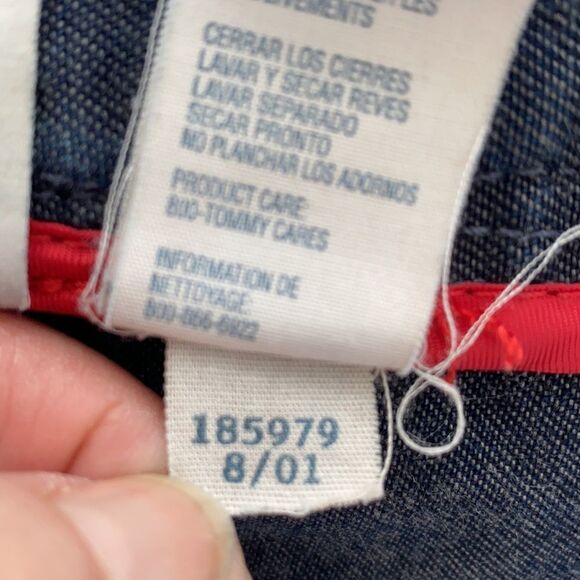 CERRAR LOS CIERRES
LAVAR Y SECAR REVES
LAVAR SEPARADO
SECAR PRONTO
NO PLANCHAR LOS ADORNOS
PRODUCT CARE:
800-TOMMY CARES
INFORMATION DE
NETTOYAGE:
800-866-6922
185979
8/01